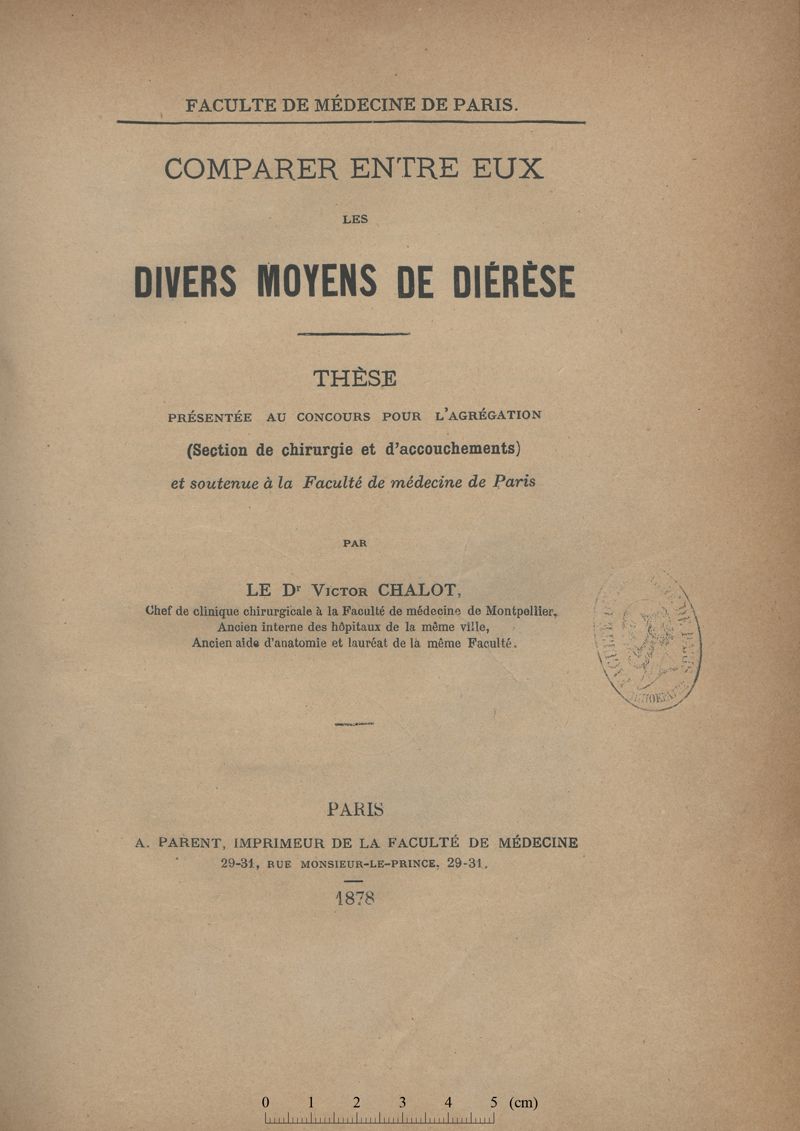 FACULTE DE MÉDECINE DE PARIS.
COMPARER ENTRE EUX
LES
DIVERS MOYENS DE DIÉRÈSE
THÈSE
PRÉSENTÉE AU CONCOURS POUR L'AGRÉGATION
(Section de chirurgie et d'accouchements)
et soutenue à la Faculté de médecine de Paris
PAR
LE Dr VICTOR CHALOT,
Chef de clinique chirurgicale à la Faculté de médecine de Montpellier,
Ancien interne des hôpitaux de la même ville,
Ancien aide d'anatomie et lauréat de la même Faculté.
PARIS
A. PARENT, IMPRIMEUR DE LA FACULTÉ DE MÉDECINE
29-31, RUE MONSIEUR-LE-PRINCE, 29-31.
1878
0 1 2 3 4 5 (cm)